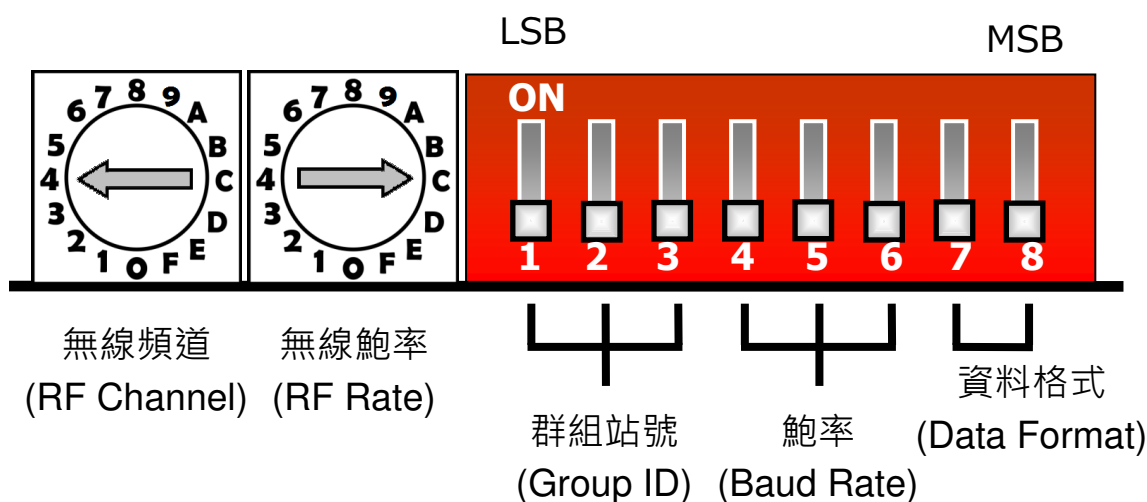 LSB
MSB
8
7 9
6 A
5 B
4 C
3 D
2 E
1 0 F
8
7 9
6 A
5 B
4 C
3 D
2 E
1 0 F
ON
1 2 3 4 5 6 7 8
無線頻道
(RF Channel)
無線鮑率
(RF Rate)
群組站號
(Group ID)
鮑率
(Baud Rate)
資料格式
(Data Format)